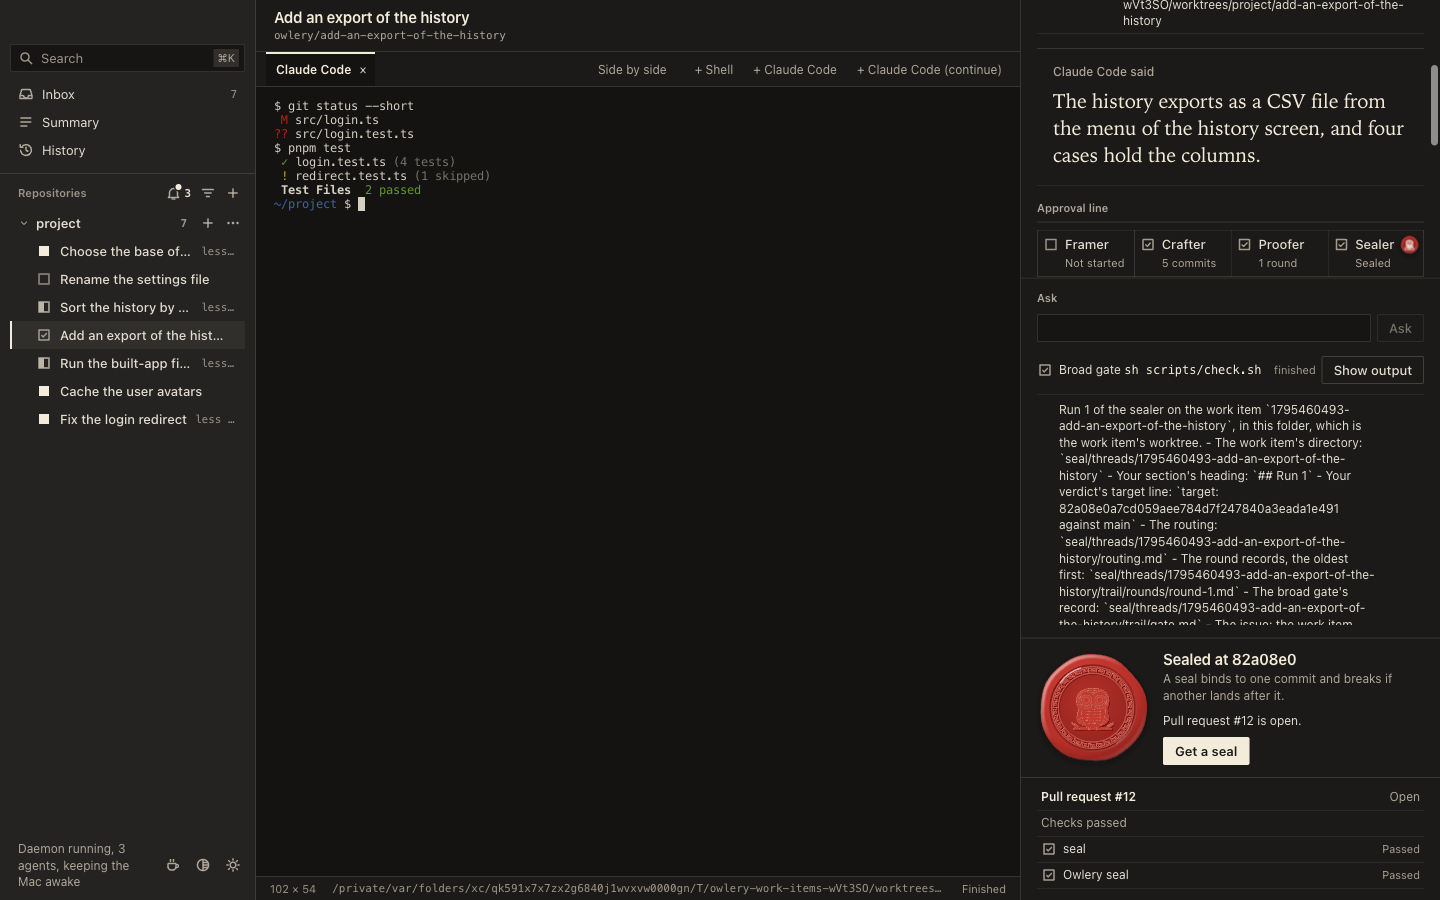 Search ⌘K
Inbox 7
Summary
History
Repositories 3
project 7
Choose the base of... less...
Rename the settings file
Sort the history by ... less...
Add an export of the hist...
Run the built-app fi... less...
Cache the user avatars
Fix the login redirect less ...
Daemon running, 3
agents, keeping the
Mac awake
Add an export of the history
owlery/add-an-export-of-the-history
Claude Code ×
Side by side + Shell + Claude Code + Claude Code (continue)
$ git status --short
M src/login.ts
?? src/login.test.ts
$ pnpm test
✓ login.test.ts (4 tests)
! redirect.test.ts (1 skipped)
Test Files 2 passed
~/project $
102 × 54 /private/var/folders/xc/qk591x7x7zx2g6840j1wvxvw0000gn/T/owlery-work-items-wVt3SO/worktrees… Finished
wVt3SO/worktrees/project/add-an-export-of-the-
history
Claude Code said
The history exports as a CSV file from
the menu of the history screen, and four
cases hold the columns.
Approval line
Framer Crafter Proofer Sealer
Not started 5 commits 1 round Sealed
Ask
Ask
Broad gate sh scripts/check.sh finished Show output
Run 1 of the sealer on the work item `1795460493-
add-an-export-of-the-history`, in this folder, which is
the work item's worktree. - The work item's directory:
`seal/threads/1795460493-add-an-export-of-the-
history` - Your section's heading: `## Run 1` - Your
verdict's target line: `target:
82a08e0a7cd059aee784d7f247840a3eada1e491
against main` - The routing:
`seal/threads/1795460493-add-an-export-of-the-
history/routing.md` - The round records, the oldest
first: `seal/threads/1795460493-add-an-export-of-the-
history/trail/rounds/round-1.md` - The broad gate's
record: `seal/threads/1795460493-add-an-export-of-
the-history/trail/gate.md` - The issue: the work item
Sealed at 82a08e0
A seal binds to one commit and breaks if
another lands after it.
Pull request #12 is open.
Get a seal
Pull request #12 Open
Checks passed
seal Passed
Owlery seal Passed